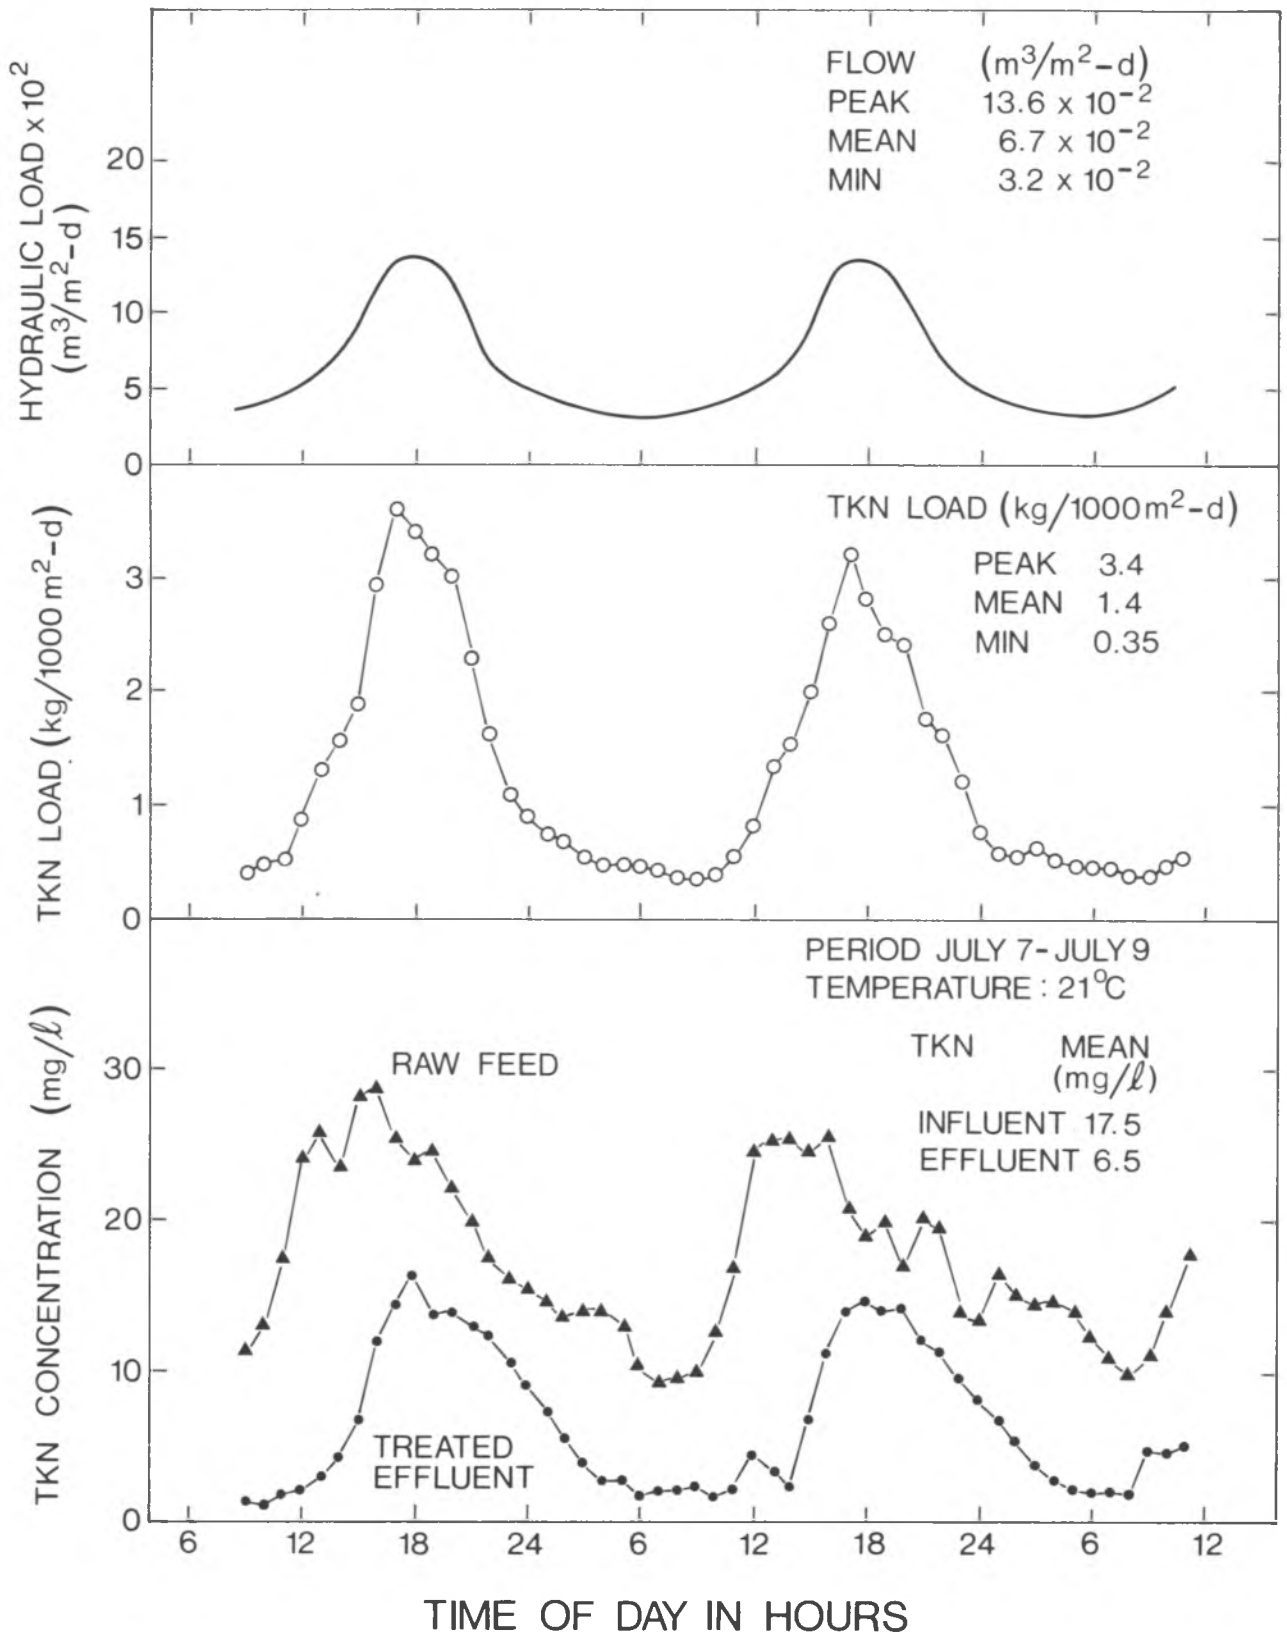 HYDRAULIC LOAD x 10²
(m³/m²-d)
20
15
10
5
0
FLOW (m³/m²-d)
PEAK 13.6 x 10⁻²
MEAN 6.7 x 10⁻²
MIN 3.2 x 10⁻²
TKN LOAD (kg/1000 m²-d)
3
2
1
0
TKN LOAD (kg/1000m²-d)
PEAK 3.4
MEAN 1.4
MIN 0.35
TKN CONCENTRATION (mg/ℓ)
30
20
10
0
PERIOD JULY 7-JULY 9
TEMPERATURE : 21°C
TKN MEAN
(mg/ℓ)
INFLUENT 17.5
EFFLUENT 6.5
RAW FEED
TREATED
EFFLUENT
6 12 18 24 6 12 18 24 6 12
TIME OF DAY IN HOURS